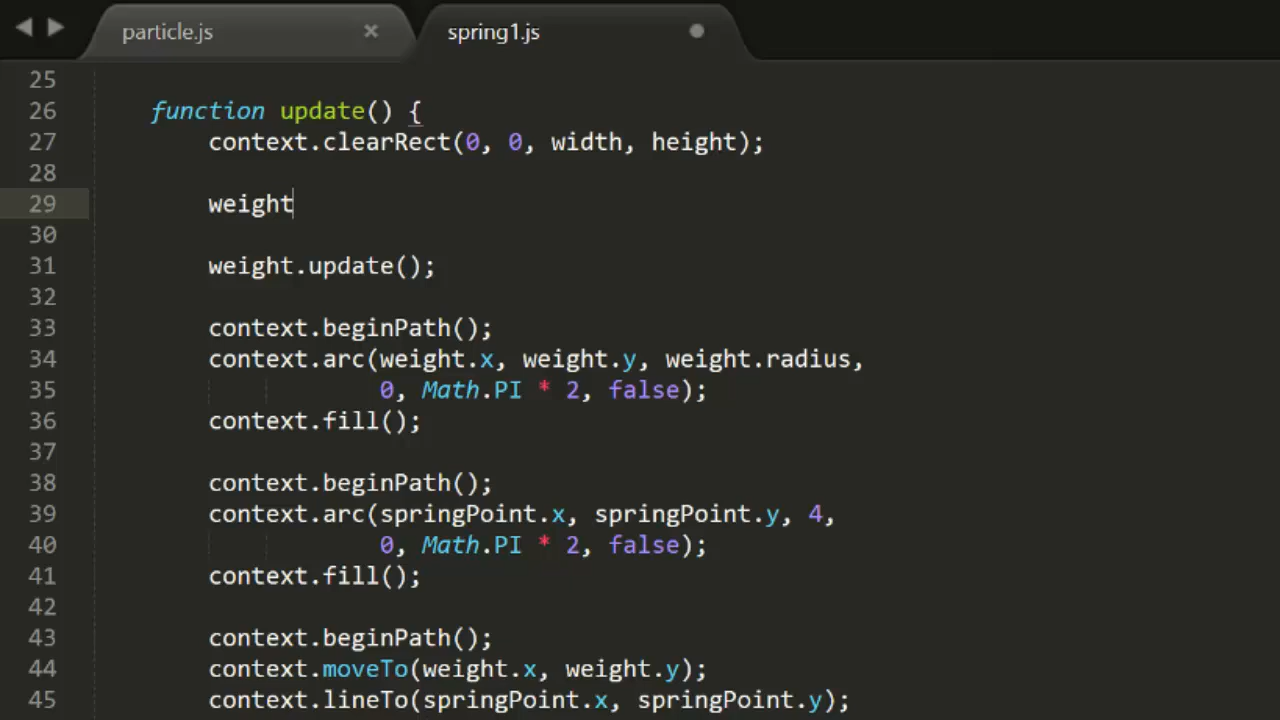 particle.js
spring1.js
25
26 function update() {
27 context.clearRect(0, 0, width, height);
28
29 weight
30
31 weight.update();
32
33 context.beginPath();
34 context.arc(weight.x, weight.y, weight.radius,
35 0, Math.PI * 2, false);
36 context.fill();
37
38 context.beginPath();
39 context.arc(springPoint.x, springPoint.y, 4,
40 0, Math.PI * 2, false);
41 context.fill();
42
43 context.beginPath();
44 context.moveTo(weight.x, weight.y);
45 context.lineTo(springPoint.x, springPoint.y);